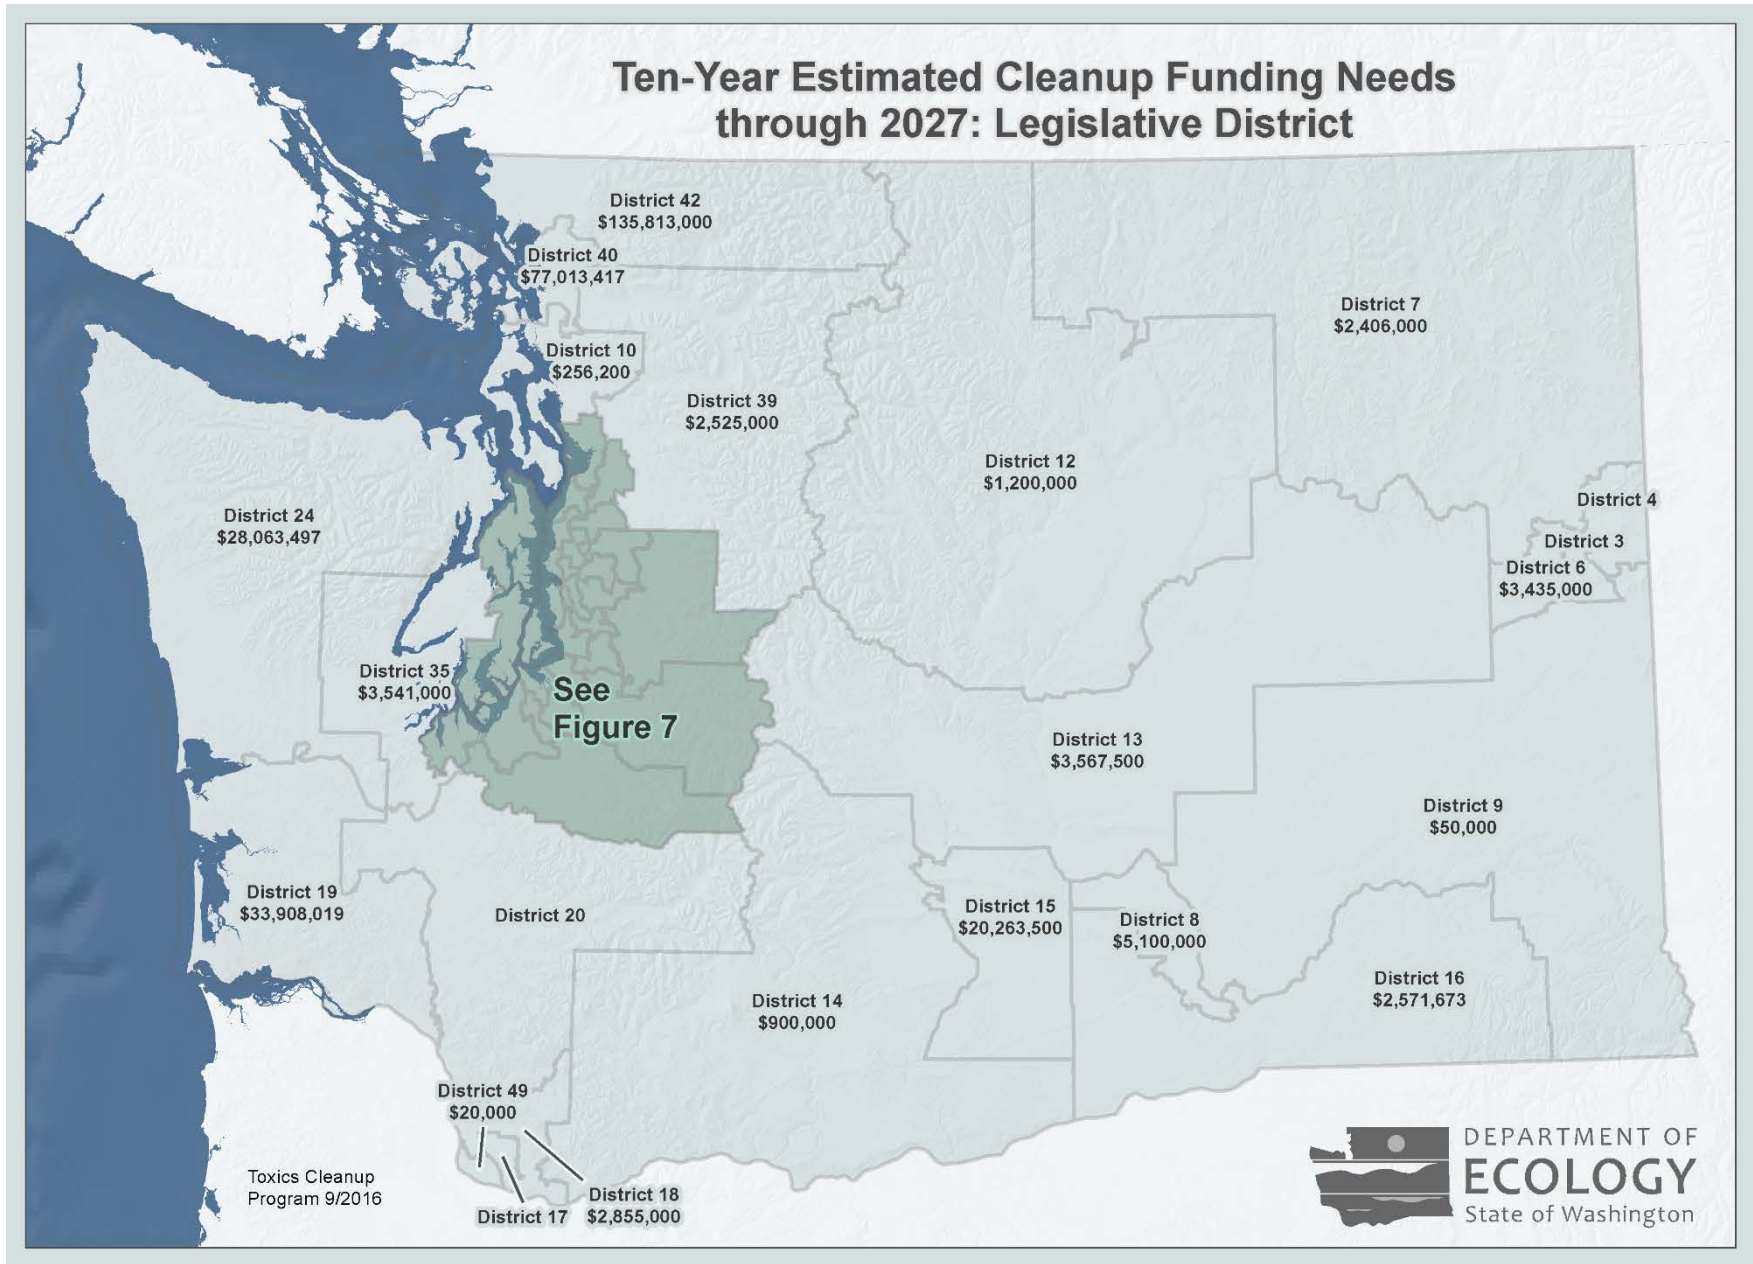 Ten-Year Estimated Cleanup Funding Needs
through 2027: Legislative District
District 42
$135,813,000
District 40
$77,013,417
District 7
$2,406,000
District 10
$256,200
District 39
$2,525,000
District 12
$1,200,000
District 4
District 24
$28,063,497
District 3
District 6
$3,435,000
District 35
$3,541,000
See
Figure 7
District 13
$3,567,500
District 9
$50,000
District 19
$33,908,019
District 20
District 15
$20,263,500
District 8
$5,100,000
District 14
$900,000
District 16
$2,571,673
District 49
$20,000
District 17
District 18
$2,855,000
Toxics Cleanup
Program 9/2016
DEPARTMENT OF
ECOLOGY
State of Washington